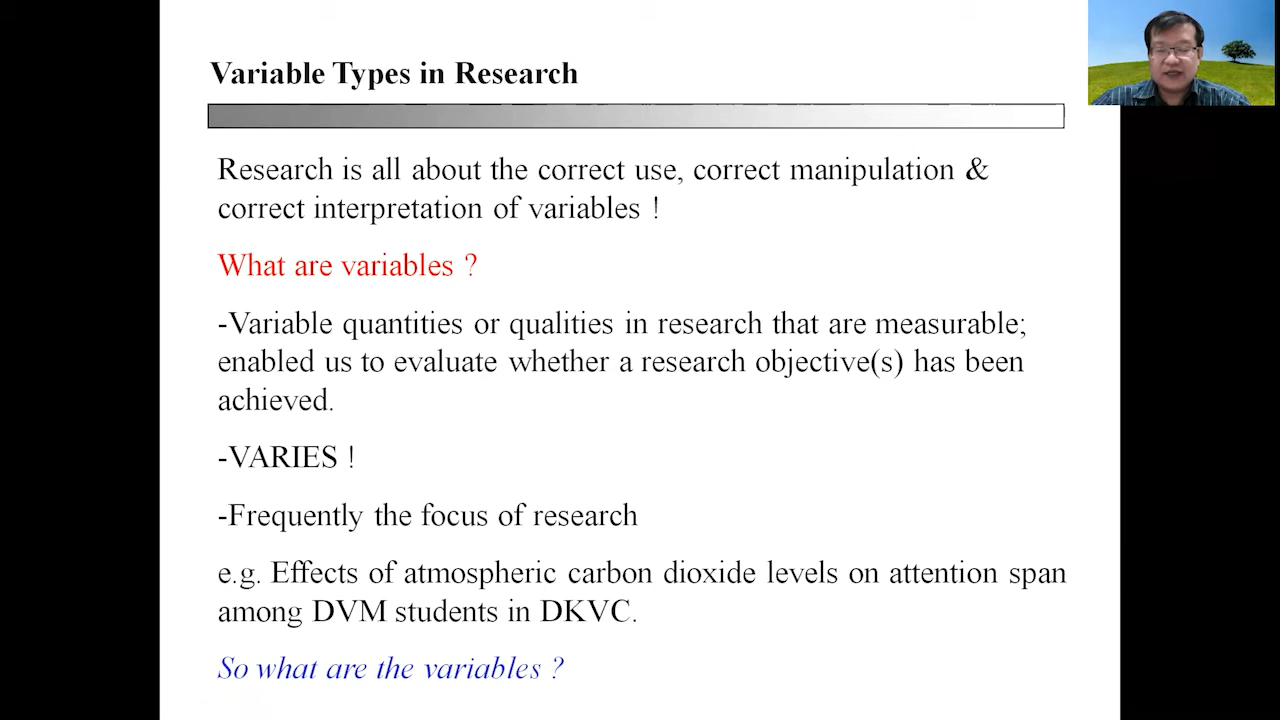 Variable Types in Research
Research is all about the correct use, correct manipulation &
correct interpretation of variables !
What are variables ?
-Variable quantities or qualities in research that are measurable;
enabled us to evaluate whether a research objective(s) has been
achieved.
-VARIES !
-Frequently the focus of research
e.g. Effects of atmospheric carbon dioxide levels on attention span
among DVM students in DKVC.
So what are the variables ?